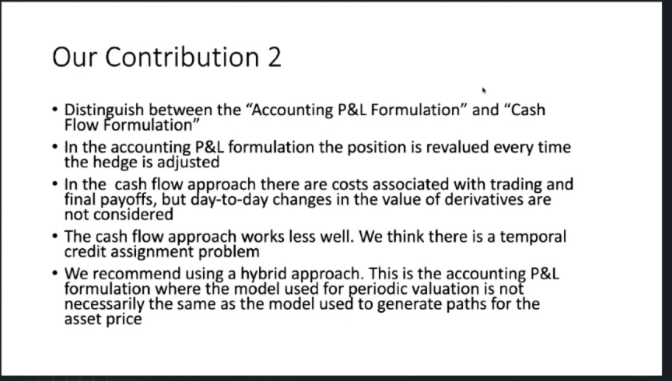 Our Contribution 2
• Distinguish between the “Accounting P&L Formulation” and “Cash
Flow Formulation”
• In the accounting P&L formulation the position is revalued every time
the hedge is adjusted
• In the cash flow approach there are costs associated with trading and
final payoffs, but day-to-day changes in the value of derivatives are
not considered
• The cash flow approach works less well. We think there is a temporal
credit assignment problem
• We recommend using a hybrid approach. This is the accounting P&L
formulation where the model used for periodic valuation is not
necessarily the same as the model used to generate paths for the
asset price